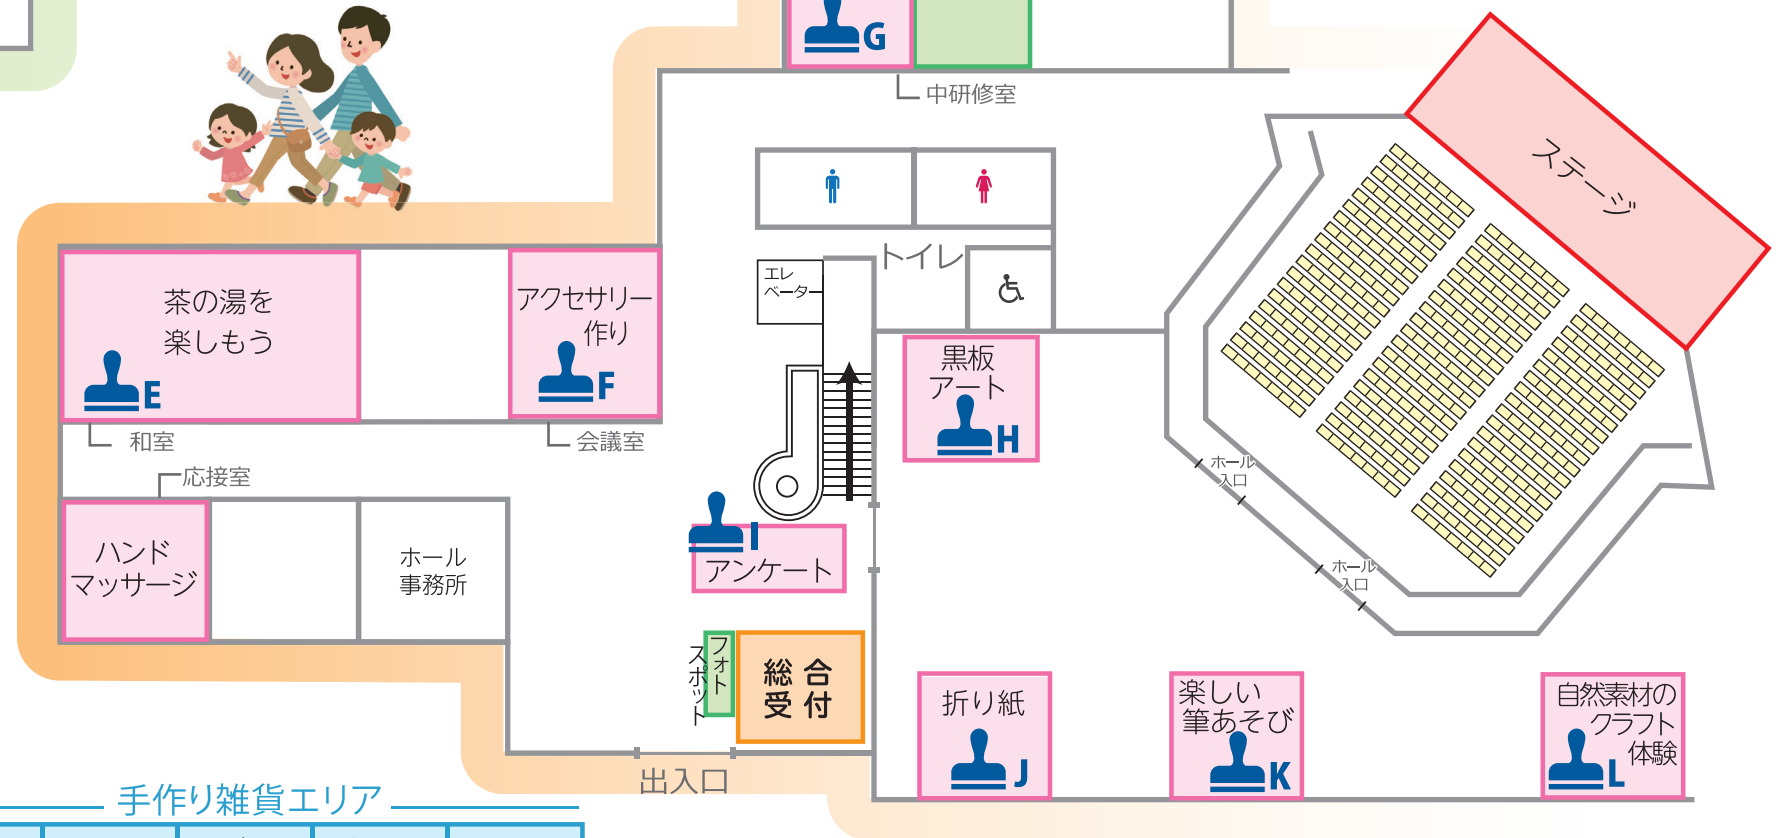 G
中研修室
ステージ
トイレ
エレ
ベーター
茶の湯を
楽しもう
E
アクセサリー
作り
F
和室
会議室
応接室
黒板
アート
H
ホール
入口
ホール
入口
ハンド
マッサージ
ホール
事務所
I
アンケート
フォト
スポット
総合
受付
折り紙
J
楽しい
筆あそび
K
自然素材の
クラフト
体験
L
出入口
手作り雑貨エリア